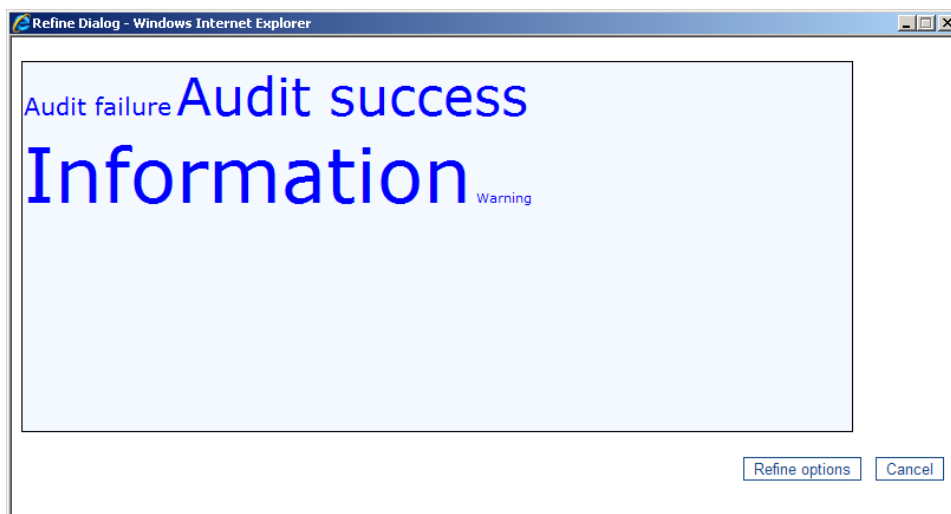 Refine Dialog - Windows Internet Explorer
Audit failure Audit success
Information Warning
Refine options Cancel